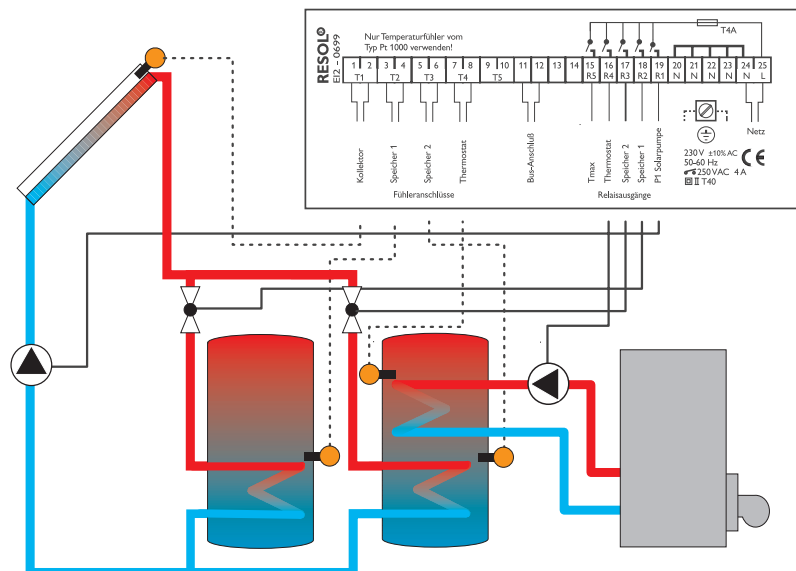 RESOL®
EI2 – 0699
Nur Temperaturfühler vom
Typ Pt 1000 verwenden!
T4A
1 2 3 4 5 6 7 8 9 10 11 12 13 14 15 16 17 18 19 20 21 22 23 24 25
T1 T2 T3 T4 T5 R5 R4 R3 R2 R1 N N N N N L
Kollektor
Speicher 1
Speicher 2
Thermostat
Bus-Anschluß
Tmax
Thermostat
Speicher 2
Speicher 1
P1 Solarpumpe
Netz
230 V ±10% AC
50-60 Hz
250 VAC 4 A
II T40
CE
Fühleranschlüsse
Relaisausgänge